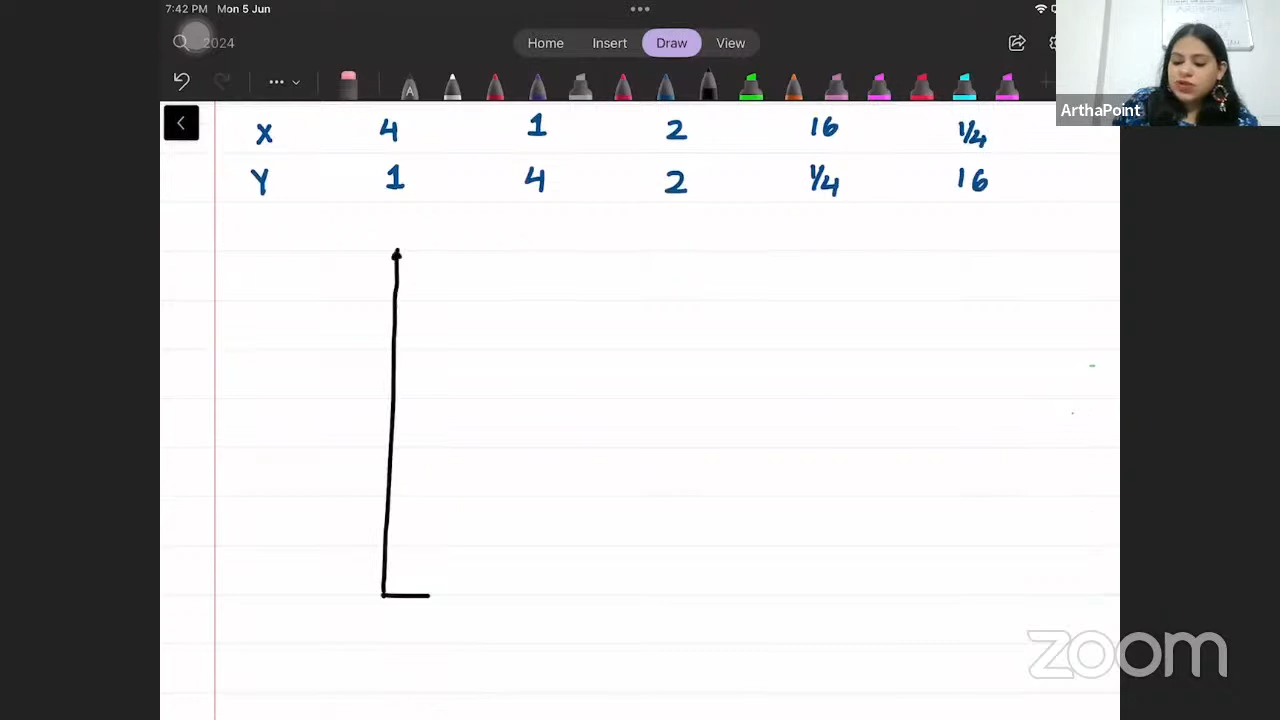 7:42 PM Mon 5 Jun
2024
Home Insert Draw View
A
ArthaPoint
X 4 1 2 16 1/4
Y 1 4 2 1/4 16
zoom